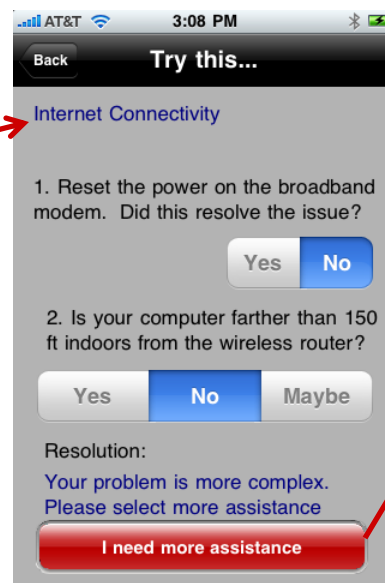 AT&T 3:08 PM
Back Try this...
Internet Connectivity
1. Reset the power on the broadband
modem. Did this resolve the issue?
Yes No
2. Is your computer farther than 150
ft indoors from the wireless router?
Yes No Maybe
Resolution:
Your problem is more complex.
Please select more assistance
I need more assistance